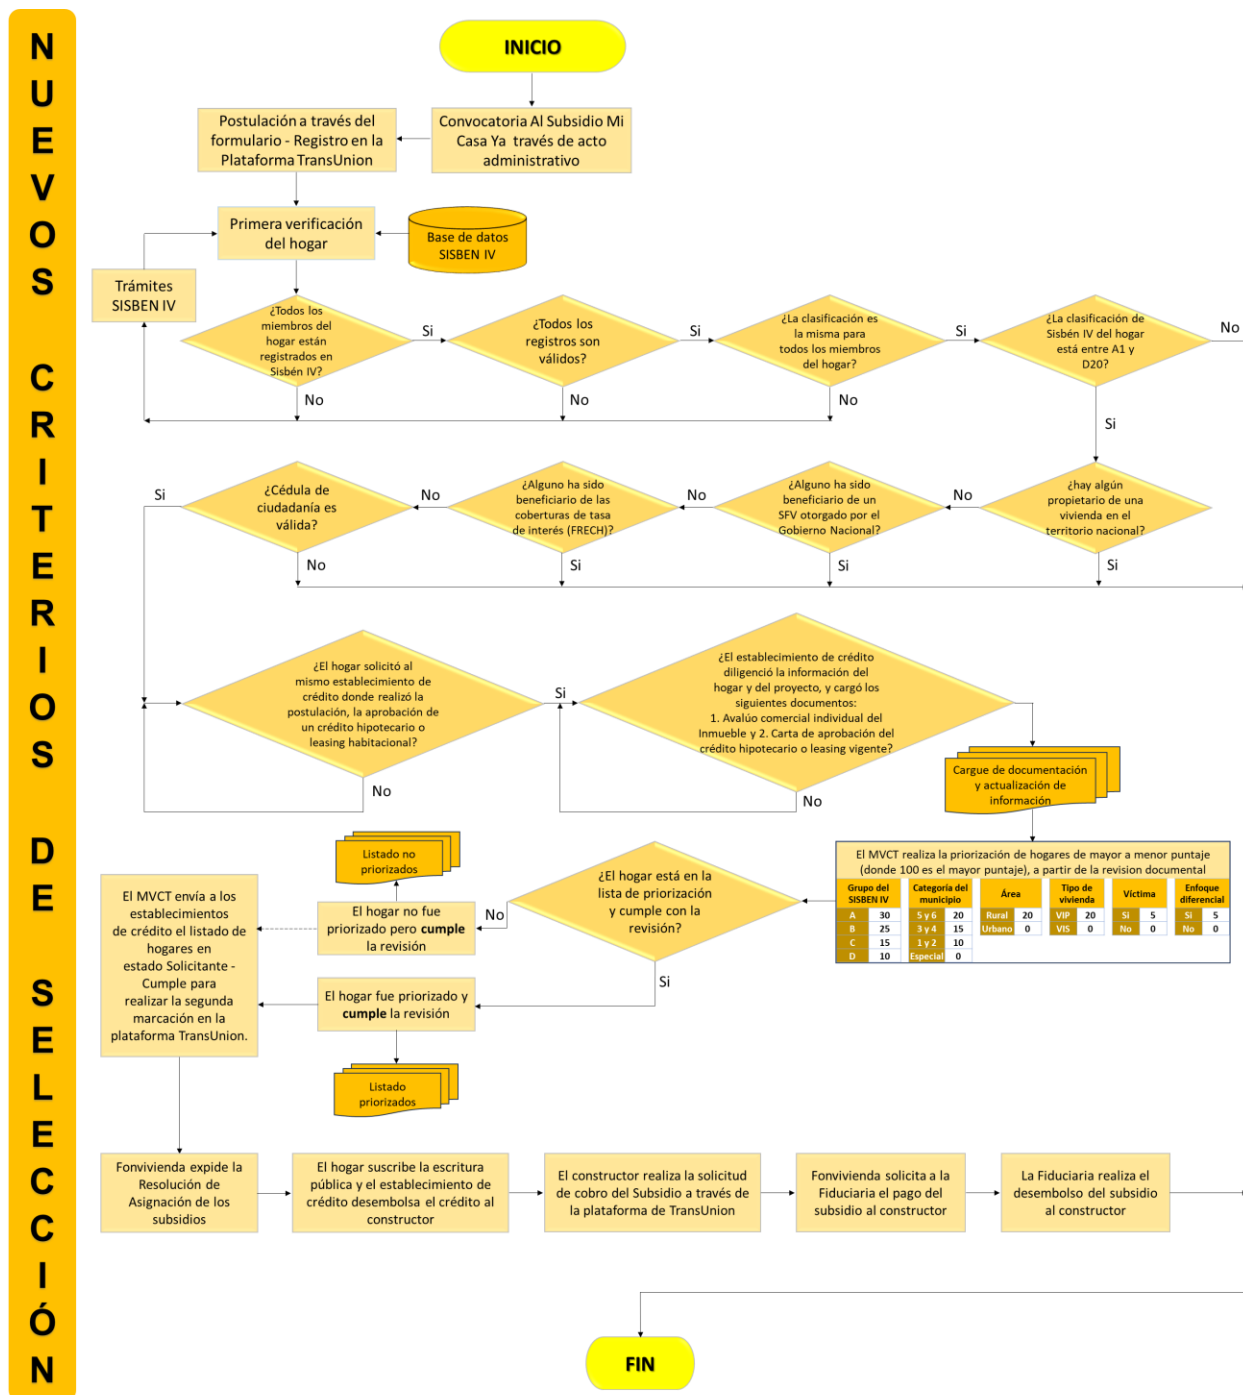 NUEVOS CRITERIOS DE SELECCIÓN
INICIO
Convocatoria Al Subsidio Mi
Casa Ya través de acto
administrativo
Postulación a través del
formulario - Registro en la
Plataforma TransUnion
Primera verificación
del hogar
Base de datos
SISBEN IV
Trámites
SISBEN IV
¿Todos los
miembros del
hogar están
registrados en
Sisbén IV?
Si
No
¿Todos los
registros son
válidos?
Si
No
¿La clasificación es
la misma para
todos los miembros
del hogar?
Si
No
¿La clasificación de
Sisbén IV del hogar
está entre A1 y
D20?
No
Si
¿hay algún
propietario de una
vivienda en el
territorio nacional?
No
Si
¿Alguno ha sido
beneficiario de un
SFV otorgado por el
Gobierno Nacional?
No
Si
¿Alguno ha sido
beneficiario de las
coberturas de tasa
de interés (FRECH)?
No
Si
¿Cédula de
ciudadanía es
válida?
Si
No
¿El hogar solicitó al
mismo establecimiento de
crédito donde realizó la
postulación, la aprobación de
un crédito hipotecario o
leasing habitacional?
Si
No
¿El establecimiento de crédito
diligenció la información del
hogar y del proyecto, y cargó los
siguientes documentos:
1. Avalúo comercial individual del
Inmueble y 2. Carta de aprobación del
crédito hipotecario o leasing vigente?
No
Cargue de documentación
y actualización de
información
El MVCT realiza la priorización de hogares de mayor a menor puntaje
(donde 100 es el mayor puntaje), a partir de la revision documental
Grupo del
SISBEN IV
A 30
B 25
C 15
D 10
Categoría del
municipio
5 y 6 20
3 y 4 15
1 y 2 10
Especial 0
Área
Rural 20
Urbano 0
Tipo de
vivienda
VIP 20
VIS 0
Víctima
Si 5
No 0
Enfoque
diferencial
Si 5
No 0
¿El hogar está en la
lista de priorización
y cumple con la
revisión?
No
Si
Listado no
priorizados
El hogar no fue
priorizado pero cumple
la revisión
El hogar fue priorizado y
cumple la revisión
Listado
priorizados
El MVCT envía a los
establecimientos
de crédito el listado de
hogares en
estado Solicitante -
Cumple para
realizar la segunda
marcación en la
plataforma TransUnion.
Fonvivienda expide la
Resolución de
Asignación de los
subsidios
El hogar suscribe la escritura
pública y el establecimiento de
crédito desembolsa el crédito al
constructor
El constructor realiza la solicitud
de cobro del Subsidio a través de
la plataforma de TransUnion
Fonvivienda solicita a la
Fiduciaria el pago del
subsidio al constructor
La Fiduciaria realiza el
desembolso del subsidio
al constructor
FIN